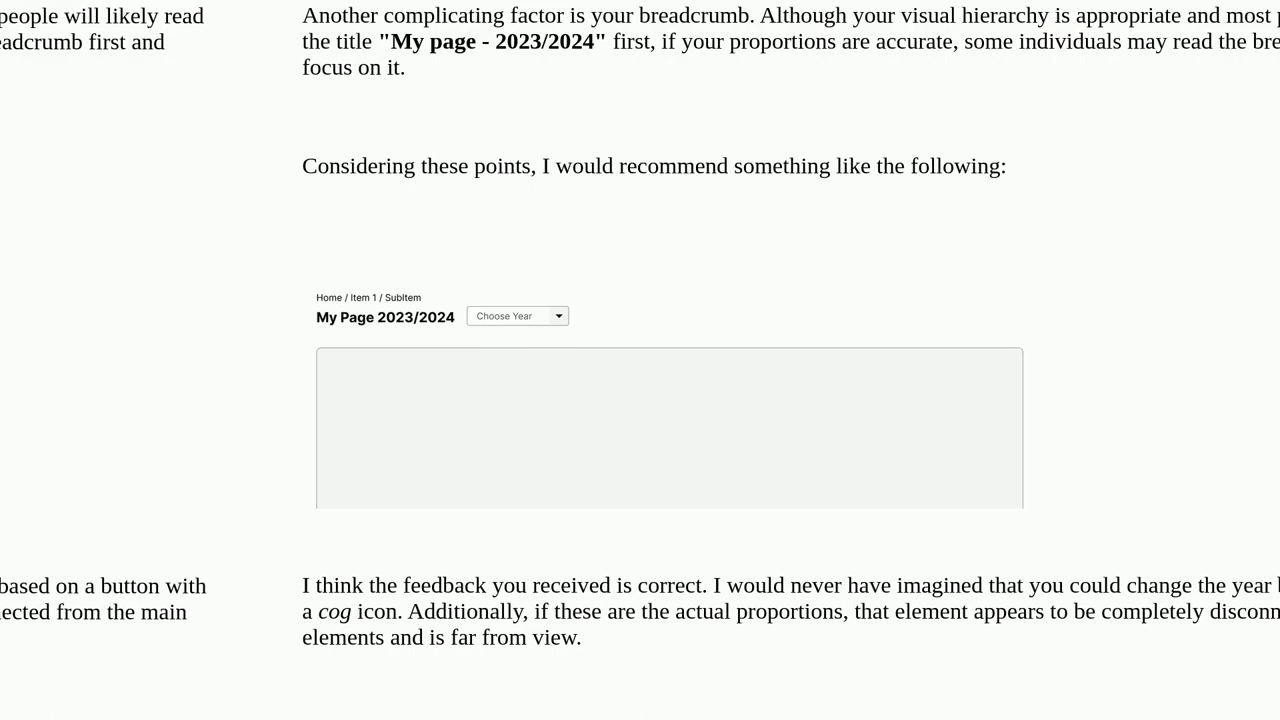 people will likely read
eadcrumb first and
Another complicating factor is your breadcrumb. Although your visual hierarchy is appropriate and most
the title "My page - 2023/2024" first, if your proportions are accurate, some individuals may read the bre
focus on it.
Considering these points, I would recommend something like the following:
Home / Item 1 / SubItem
My Page 2023/2024 Choose Year
based on a button with
ected from the main
I think the feedback you received is correct. I would never have imagined that you could change the year
a cog icon. Additionally, if these are the actual proportions, that element appears to be completely disconn
elements and is far from view.